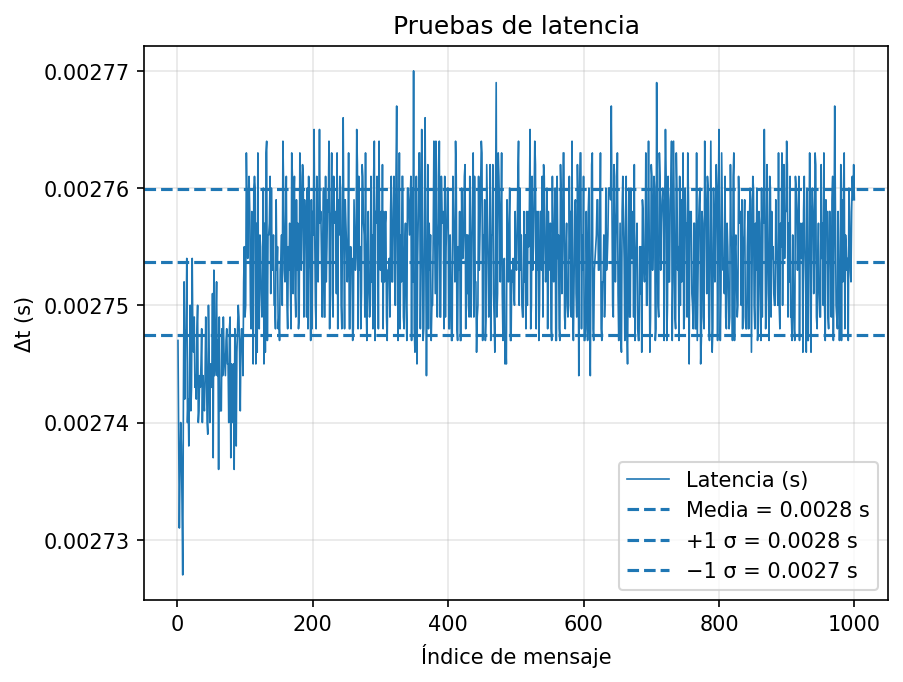 Pruebas de latencia
Δt (s)
0.00277
0.00276
0.00275
0.00274
0.00273
0
200
400
600
800
1000
Índice de mensaje
Latencia (s)
Media = 0.0028 s
+1 σ = 0.0028 s
−1 σ = 0.0027 s